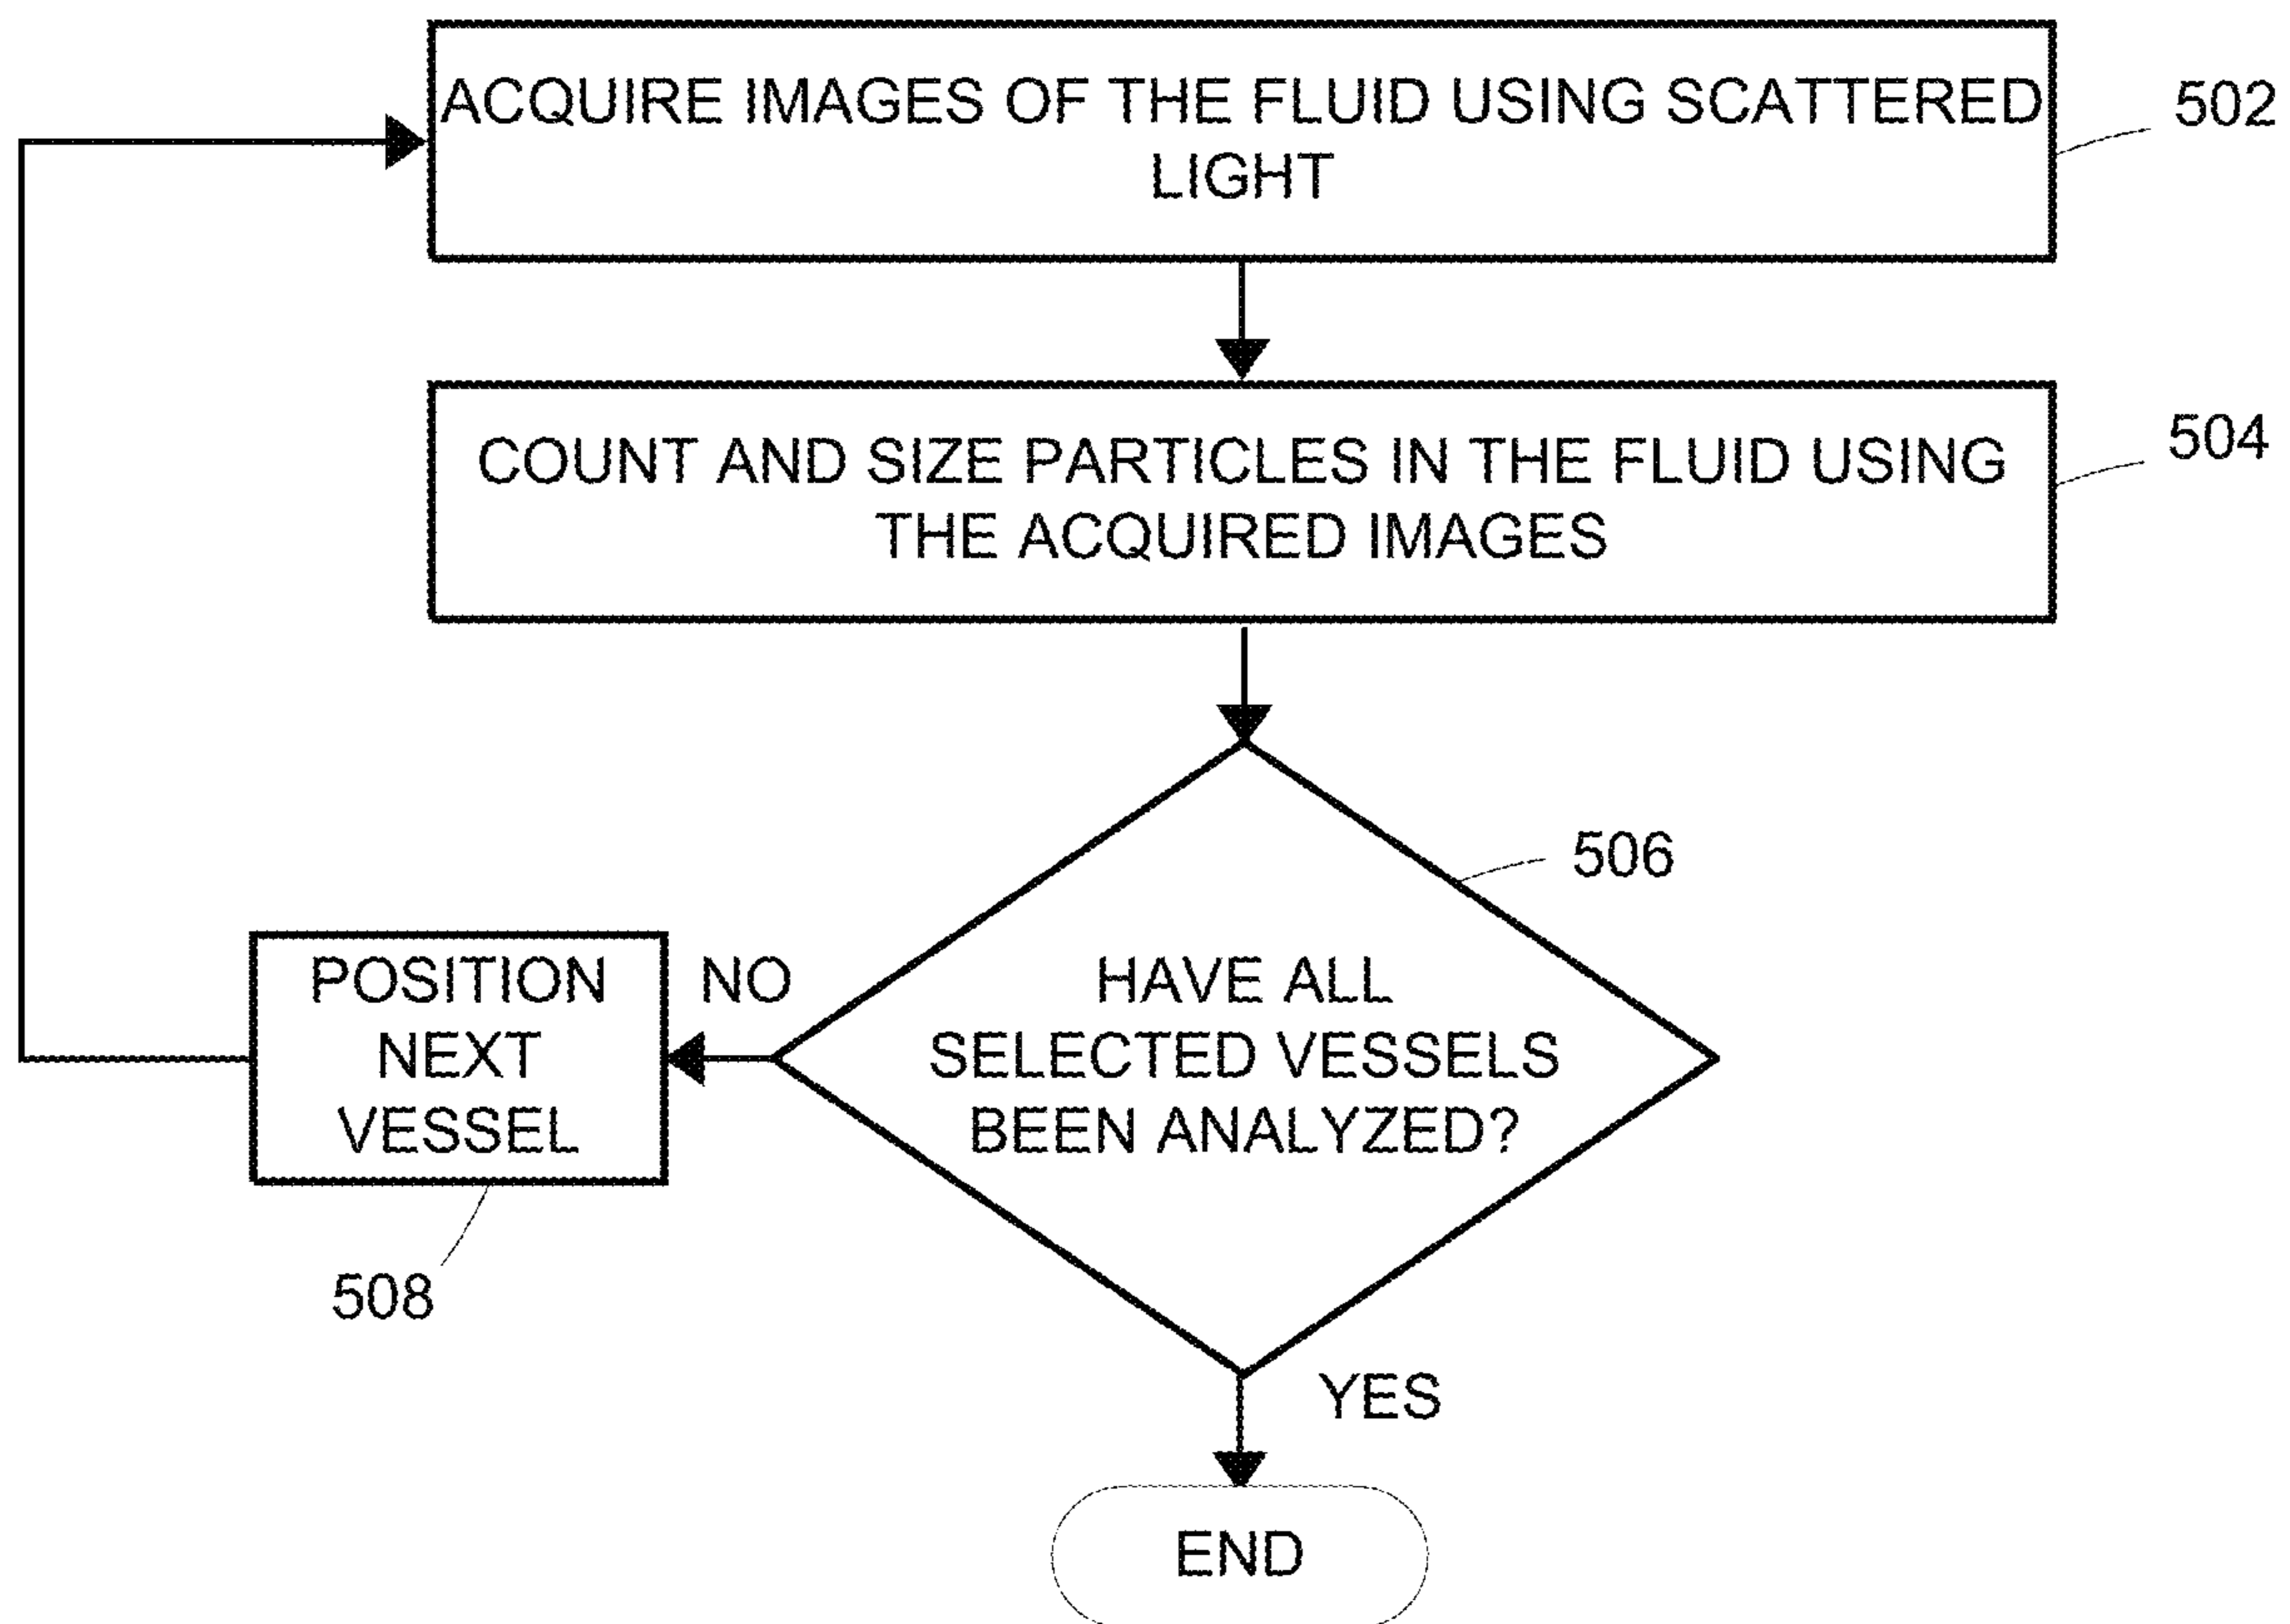 ACQUIRE IMAGES OF THE FLUID USING SCATTERED
LIGHT
502
COUNT AND SIZE PARTICLES IN THE FLUID USING
THE ACQUIRED IMAGES
504
506
HAVE ALL
SELECTED VESSELS
BEEN ANALYZED?
NO
POSITION
NEXT
VESSEL
508
YES
END